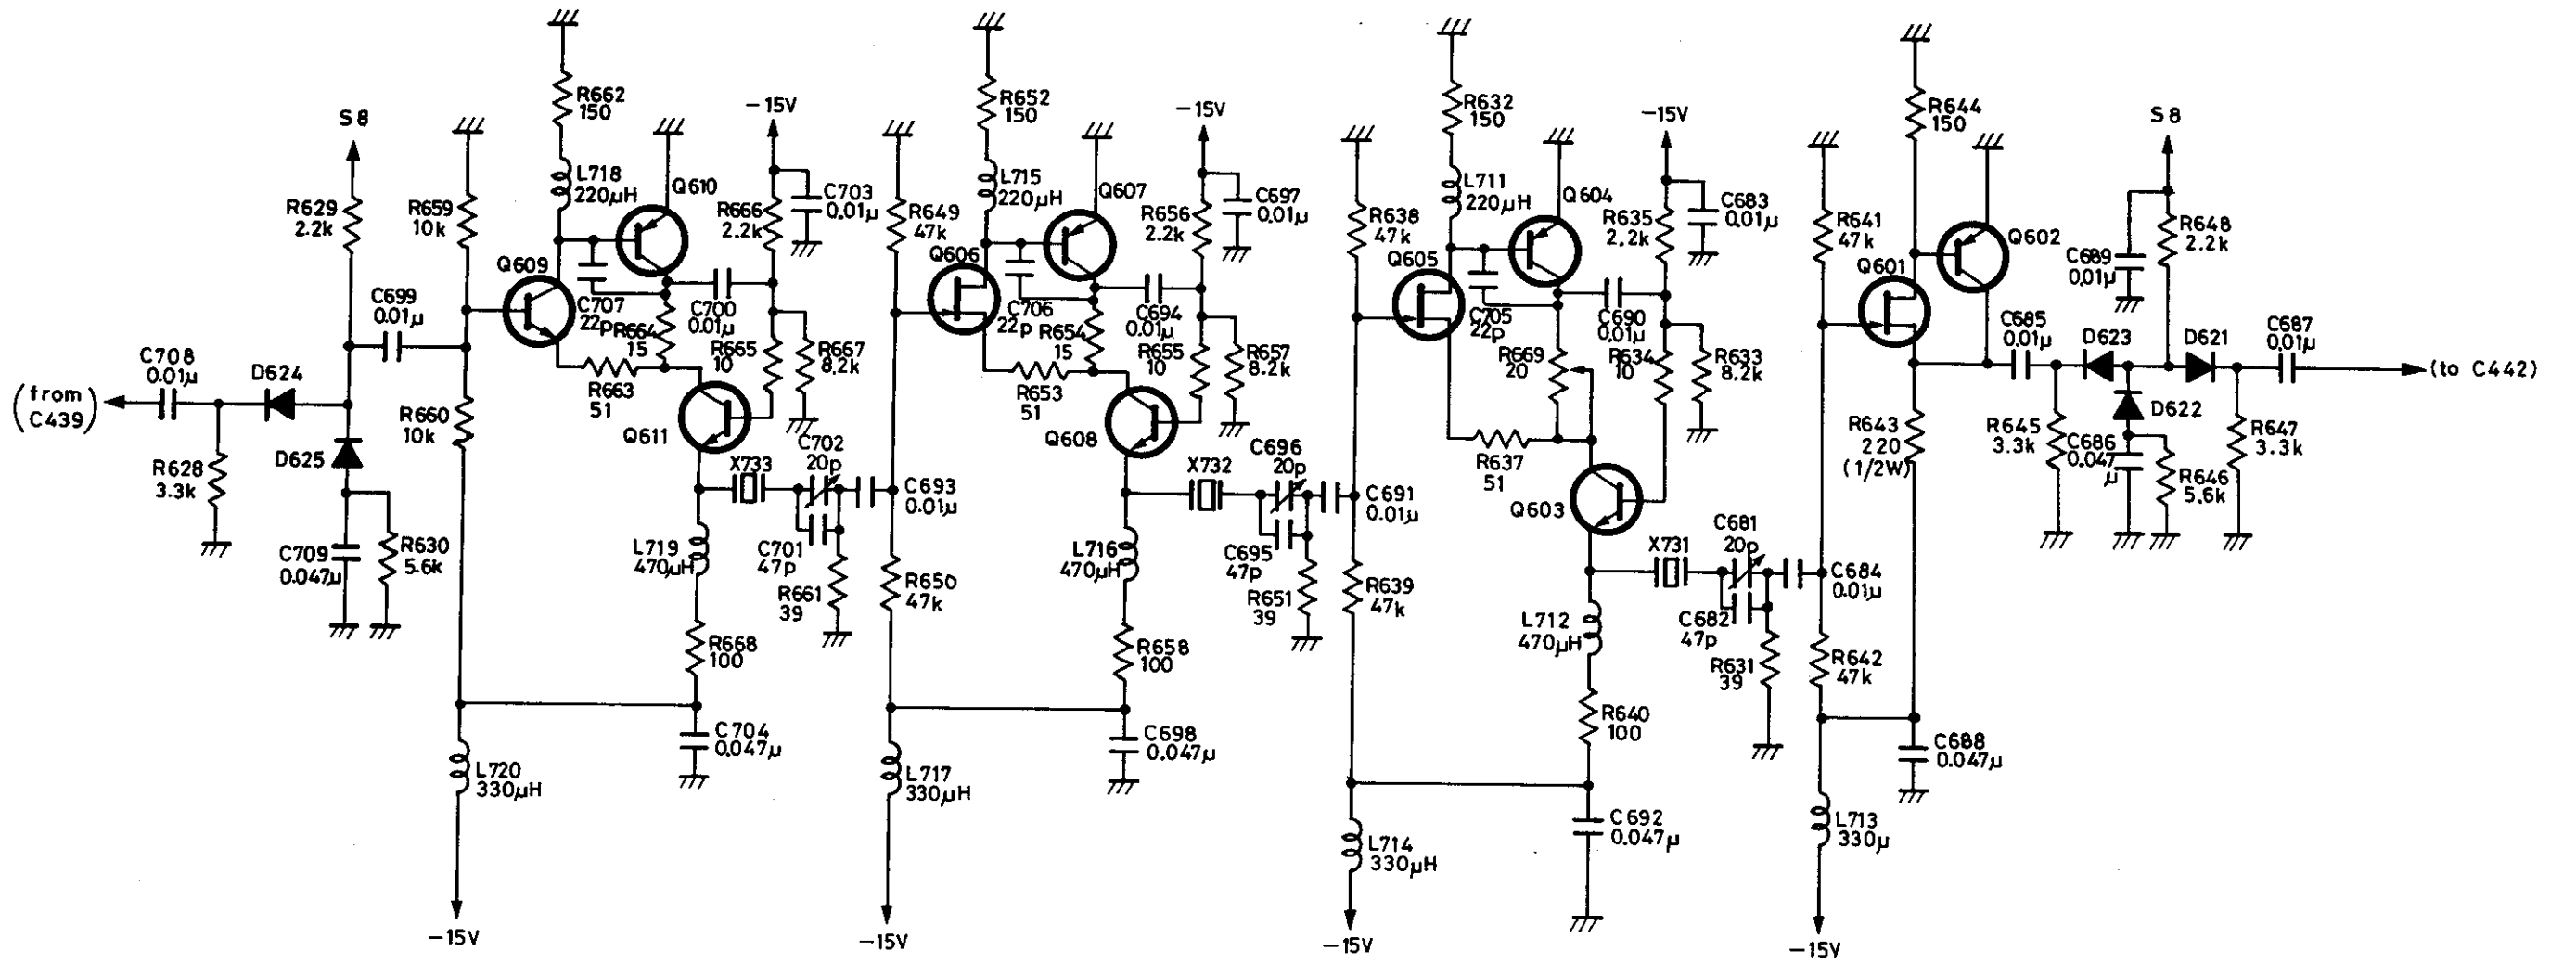 (from
C439)
C708
0.01µ
R628
3.3k
D624
S8
R629
2.2k
D625
C709
0.047µ
R630
5.6k
C699
0.01µ
R659
10k
R660
10k
L720
330µH
−15V
R662
150
L718
220µH
Q610
Q609
C707
22p
R664
15
R663
51
C700
0.01µ
−15V
C703
0.01µ
R666
2.2k
R665
10
R667
8.2k
Q611
L719
470µH
R668
100
C704
0.047µ
X733
C702
20p
C701
47p
R661
39
C693
0.01µ
R649
47k
R650
47k
L717
330µH
−15V
R652
150
L715
220µH
Q607
Q606
C706
22p
R654
15
R653
51
C694
0.01µ
−15V
C697
0.01µ
R656
2.2k
R655
10
R657
8.2k
Q608
L716
470µH
R658
100
C698
0.047µ
X732
C696
20p
C695
47p
R651
39
C691
0.01µ
R638
47k
R639
47k
L714
330µH
−15V
R632
150
L711
220µH
Q604
Q605
C705
22p
R669
20
R637
51
C690
0.01µ
−15V
C683
0.01µ
R635
2.2k
R634
10
R633
8.2k
Q603
L712
470µH
R640
100
C692
0.047µ
X731
C681
20p
C682
47p
R631
39
C684
0.01µ
R641
47k
R642
47k
L713
330µ
−15V
R644
150
Q602
Q601
R643
220
(1/2W)
C688
0.047µ
C685
0.01µ
D623
R645
3.3k
S8
C689
0.01µ
R648
2.2k
D622
C686
0.047
µ
R646
5.6k
D621
C687
0.01µ
R647
3.3k
(to C442)